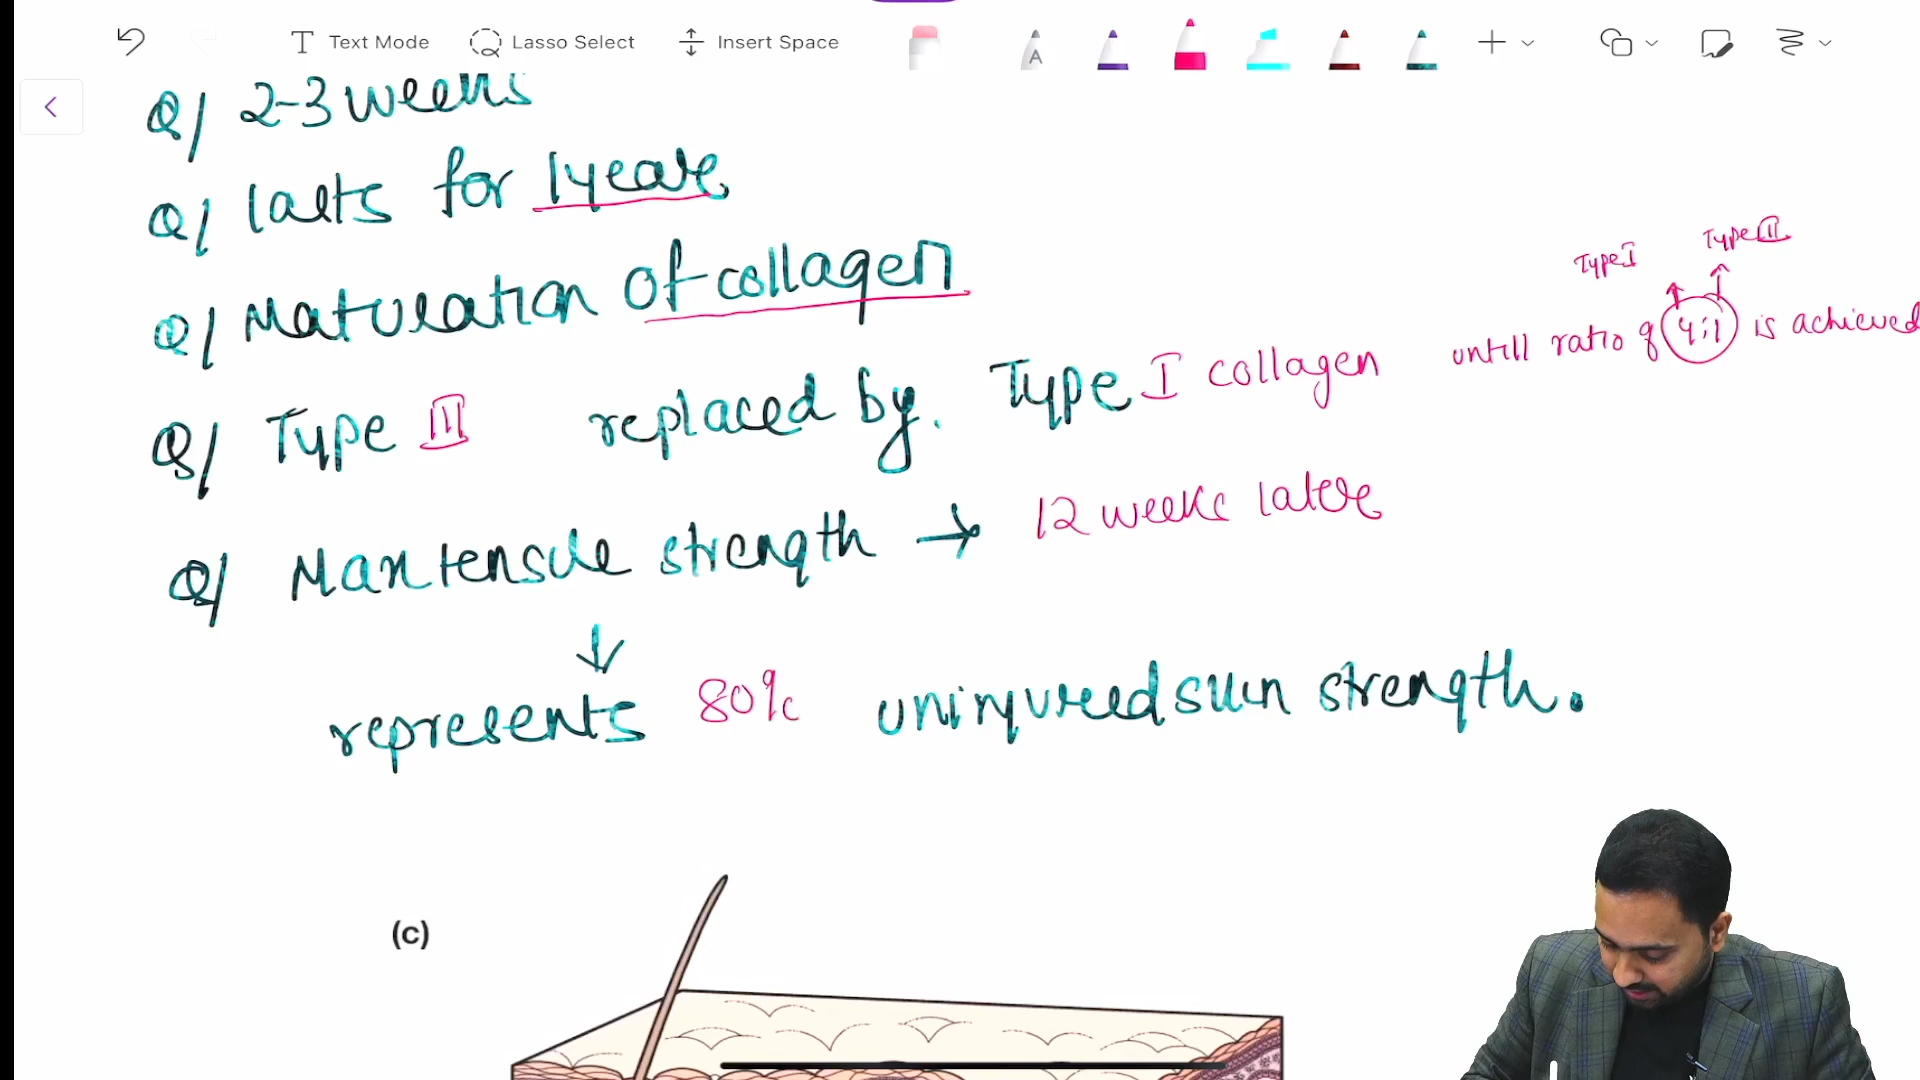 Text Mode Lasso Select Insert Space
A
Q/ 2-3 weeks
Q/ lasts for 1 year
Q/ Maturation of collagen
Type I Type III
Q/ Type III replaced by. Type I collagen untill ratio of 4:1 is achieved
Q/ Max tensile strength → 12 weeks later
↓
represents 80% uninjured skin strength.
(c)